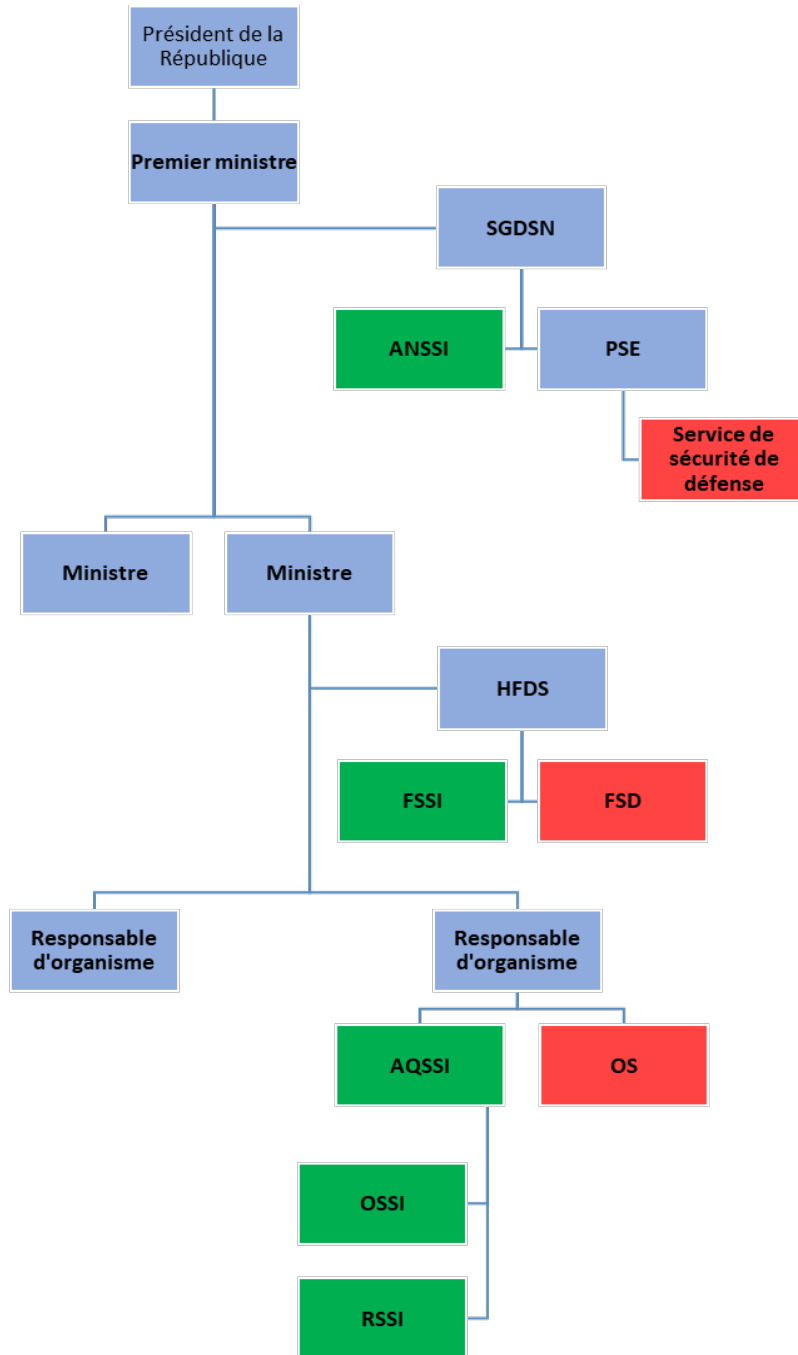 Président de la
République
Premier ministre
SGDSN
ANSSI
PSE
Service de
sécurité de
défense
Ministre
Ministre
HFDS
FSSI
FSD
Responsable
d'organisme
Responsable
d'organisme
AQSSI
OS
OSSI
RSSI